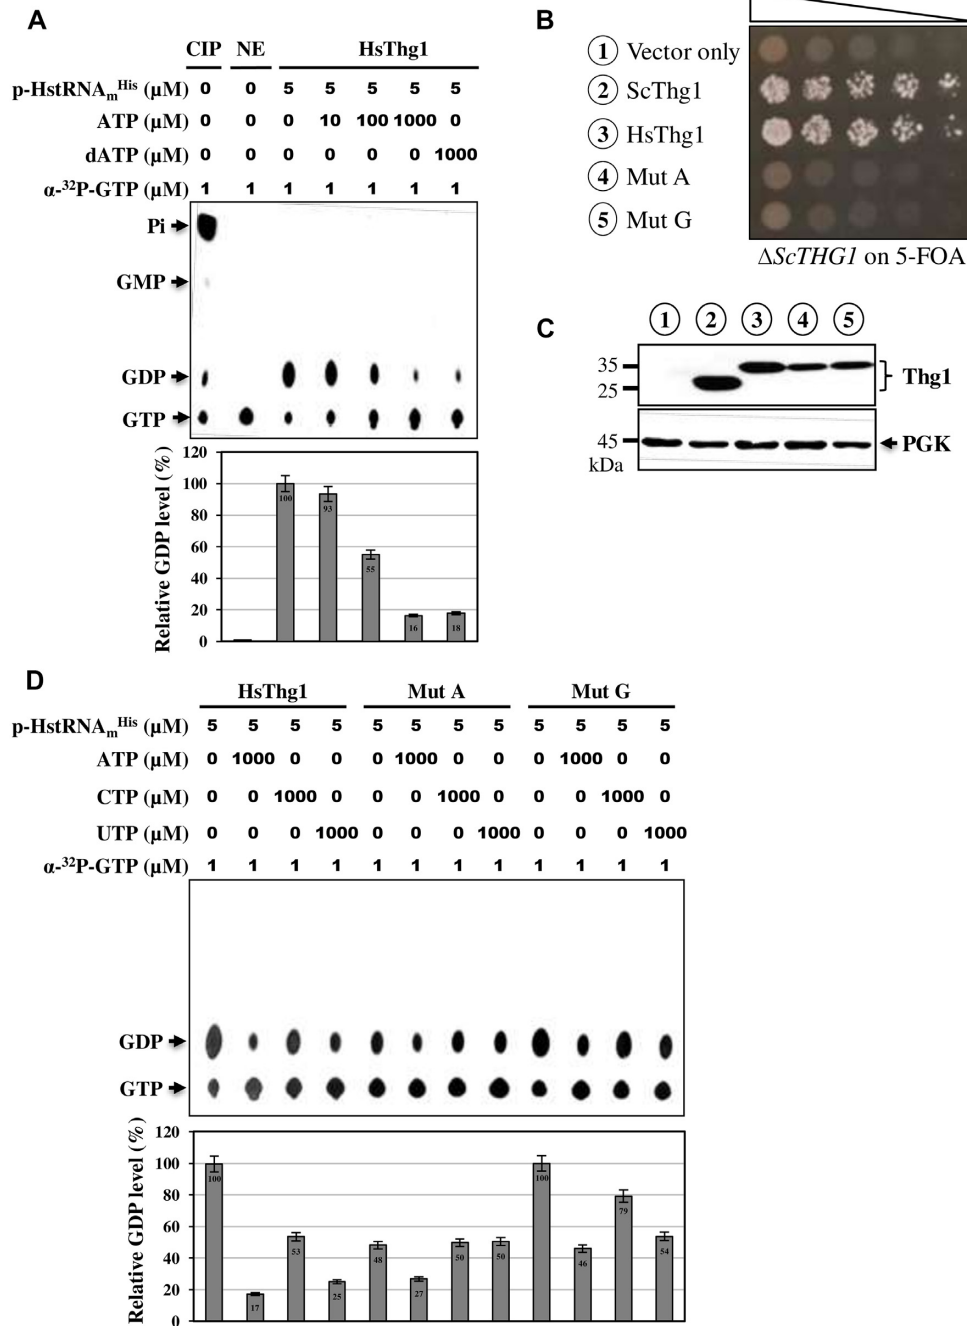 A
CIP NE HsThg1
p-HstRNAmHis (µM) 0 0 5 5 5 5 5
ATP (µM) 0 0 0 10 100 1000 0
dATP (µM) 0 0 0 0 0 0 1000
α-32P-GTP (µM) 1 1 1 1 1 1 1
Pi
GMP
GDP
GTP
Relative GDP level (%)
120
100
80
60
40
20
0
100
93
55
16
18
B
1 Vector only
2 ScThg1
3 HsThg1
4 Mut A
5 Mut G
ΔScTHG1 on 5-FOA
C
1 2 3 4 5
35
25
Thg1
45
kDa
PGK
D
HsThg1 Mut A Mut G
p-HstRNAmHis (µM) 5 5 5 5 5 5 5 5 5 5 5 5
ATP (µM) 0 1000 0 0 0 1000 0 0 0 1000 0 0
CTP (µM) 0 0 1000 0 0 0 1000 0 0 0 1000 0
UTP (µM) 0 0 0 1000 0 0 0 1000 0 0 0 1000
α-32P-GTP (µM) 1 1 1 1 1 1 1 1 1 1 1 1
GDP
GTP
Relative GDP level (%)
120
100
80
60
40
20
0
100
17
53
25
48
27
50
50
100
46
79
54